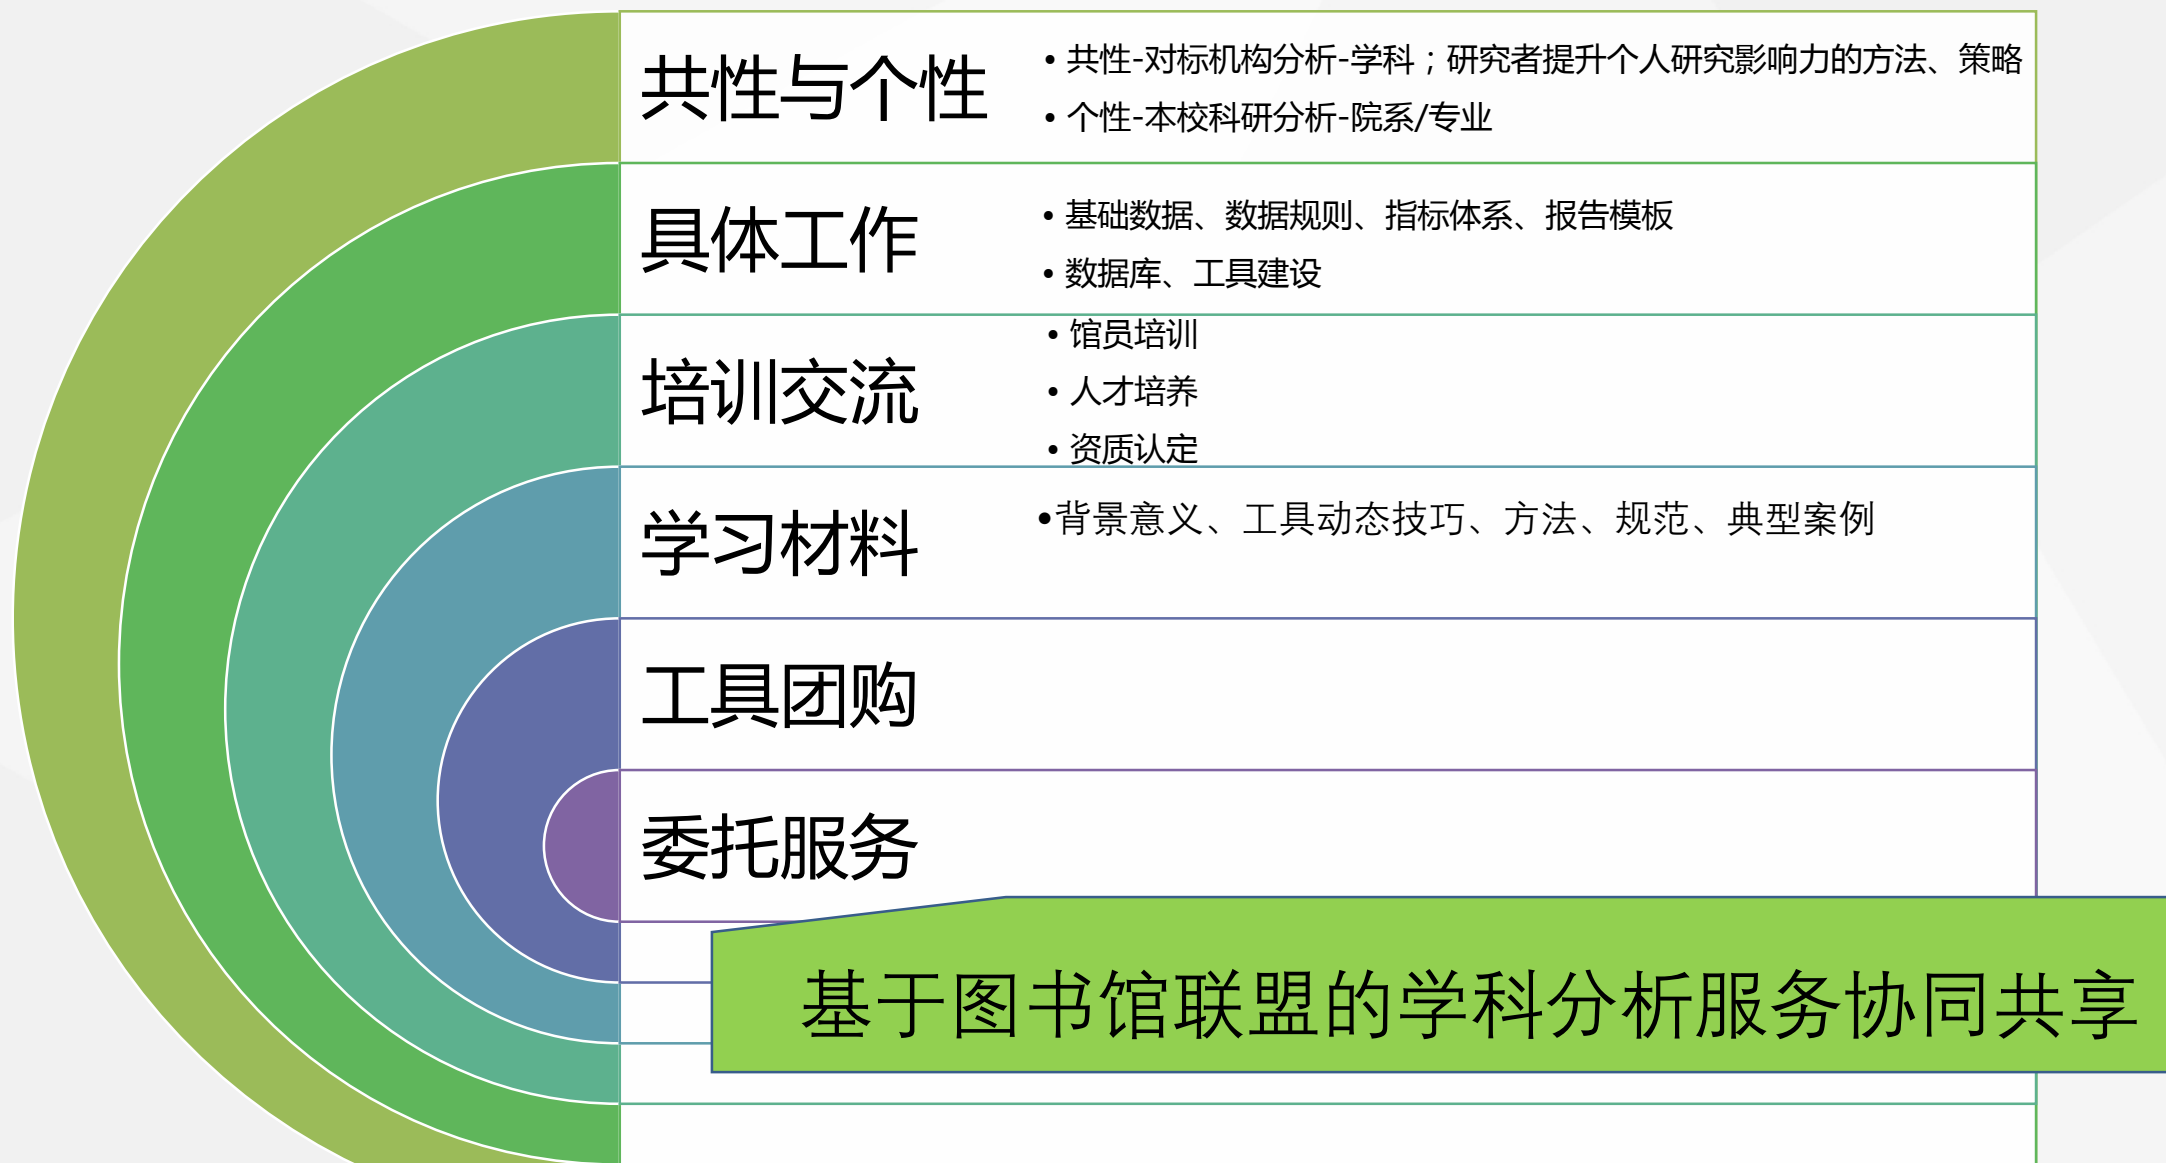 共性与个性
• 共性-对标机构分析-学科；研究者提升个人研究影响力的方法、策略
• 个性-本校科研分析-院系/专业
具体工作
• 基础数据、数据规则、指标体系、报告模板
• 数据库、工具建设
培训交流
• 馆员培训
• 人才培养
• 资质认定
学习材料
•背景意义、工具动态技巧、方法、规范、典型案例
工具团购
委托服务
基于图书馆联盟的学科分析服务协同共享